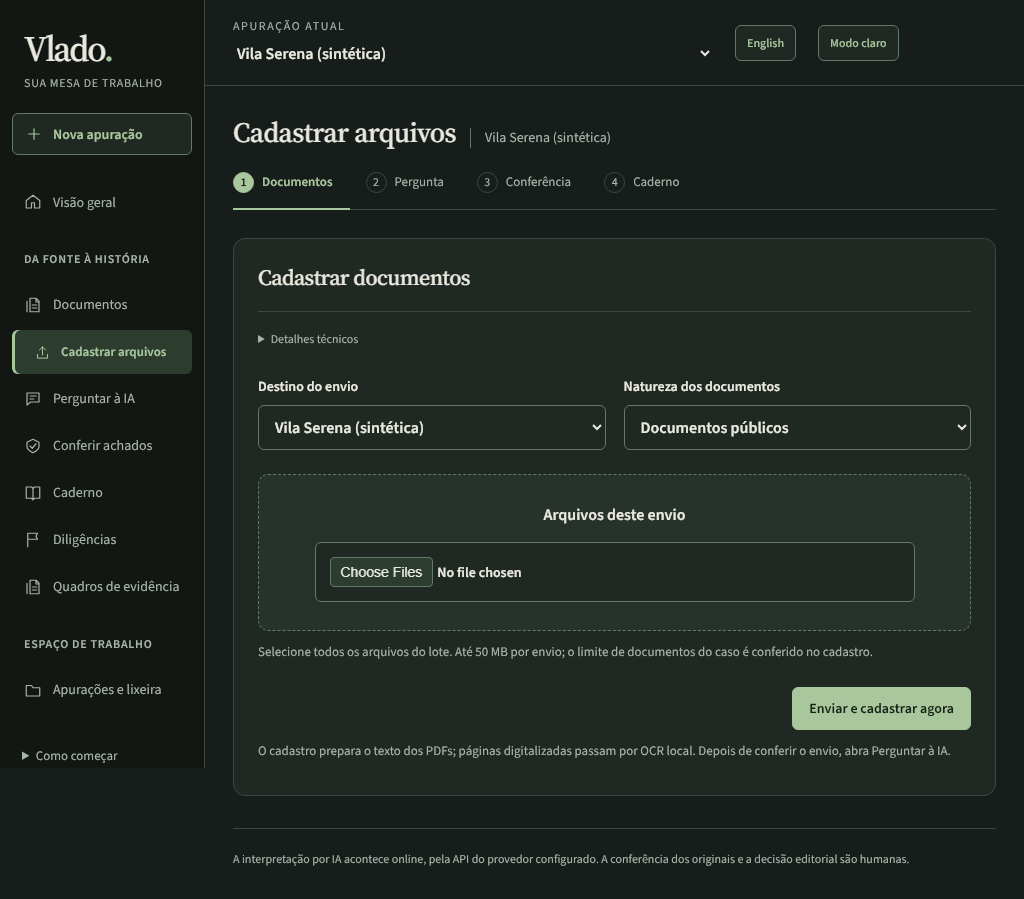 Vlado.
SUA MESA DE TRABALHO
Nova apuração
Visão geral
DA FONTE À HISTÓRIA
Documentos
Cadastrar arquivos
Perguntar à IA
Conferir achados
Caderno
Diligências
Quadros de evidência
ESPAÇO DE TRABALHO
Apurações e lixeira
Como começar
APURAÇÃO ATUAL
Vila Serena (sintética)
English
Modo claro
Cadastrar arquivos
Vila Serena (sintética)
1 Documentos
2 Pergunta
3 Conferência
4 Caderno
Cadastrar documentos
Detalhes técnicos
Destino do envio
Vila Serena (sintética)
Natureza dos documentos
Documentos públicos
Arquivos deste envio
Choose Files No file chosen
Selecione todos os arquivos do lote. Até 50 MB por envio; o limite de documentos do caso é conferido no cadastro.
Enviar e cadastrar agora
O cadastro prepara o texto dos PDFs; páginas digitalizadas passam por OCR local. Depois de conferir o envio, abra Perguntar à IA.
A interpretação por IA acontece online, pela API do provedor configurado. A conferência dos originais e a decisão editorial são humanas.